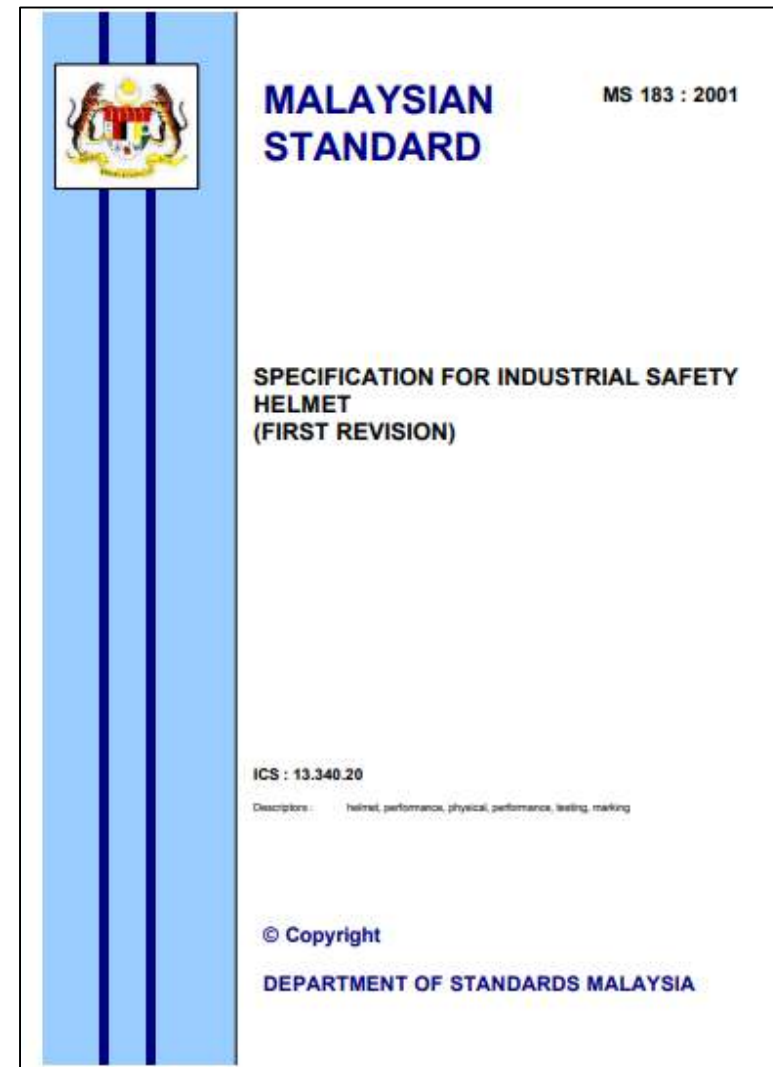 MALAYSIAN
STANDARD
MS 183 : 2001
SPECIFICATION FOR INDUSTRIAL SAFETY
HELMET
(FIRST REVISION)
ICS : 13.340.20
Descriptors : helmet, performance, physical, performance, testing, marking
© Copyright
DEPARTMENT OF STANDARDS MALAYSIA